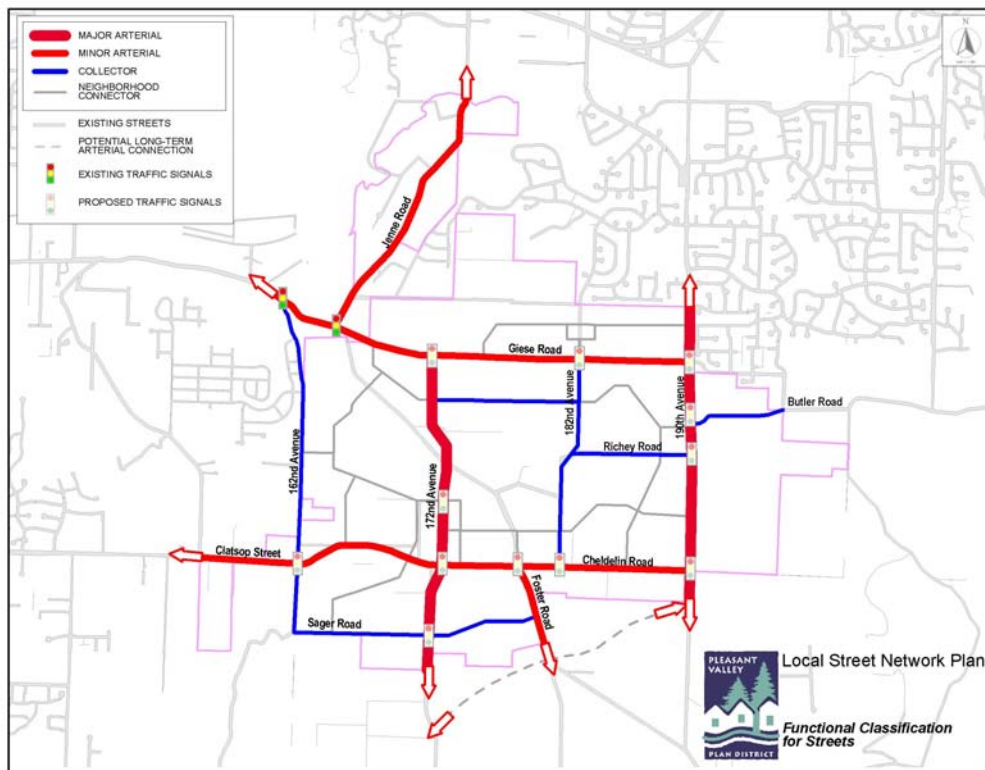 MAJOR ARTERIAL
MINOR ARTERIAL
COLLECTOR
NEIGHBORHOOD
CONNECTOR
EXISTING STREETS
POTENTIAL LONG-TERM
ARTERIAL CONNECTION
EXISTING TRAFFIC SIGNALS
PROPOSED TRAFFIC SIGNALS
N
Jenne Road
Giese Road
182nd Avenue
190th Avenue
Butler Road
Richey Road
162nd Avenue
172nd Avenue
Clatsop Street
Cheldelin Road
Foster Road
Sager Road
PLEASANT
VALLEY
PLAN DISTRICT
Local Street Network Plan
Functional Classification
for Streets